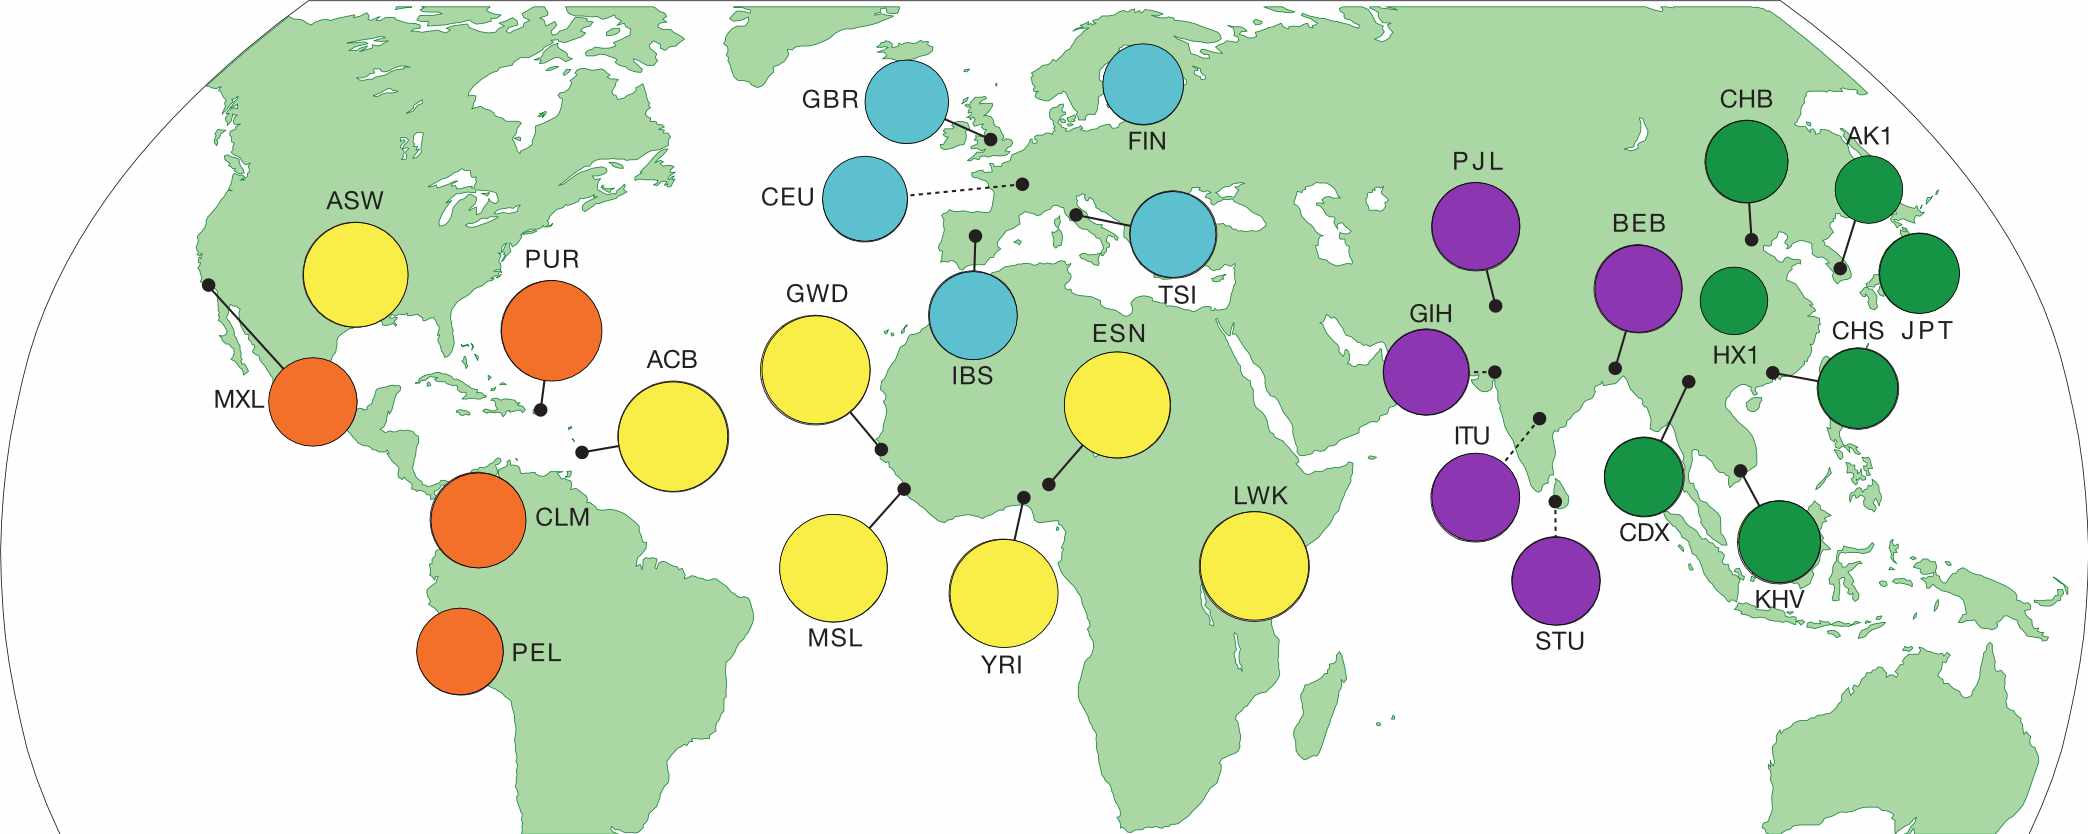 CHB
GBR
AK1
FIN
PJL
CEU
ASW
BEB
PUR
GWD
TSI
GIH
ESN
CHS
JPT
HX1
ACB
IBS
MXL
ITU
LWK
CLM
CDX
KHV
MSL
STU
PEL
YRI